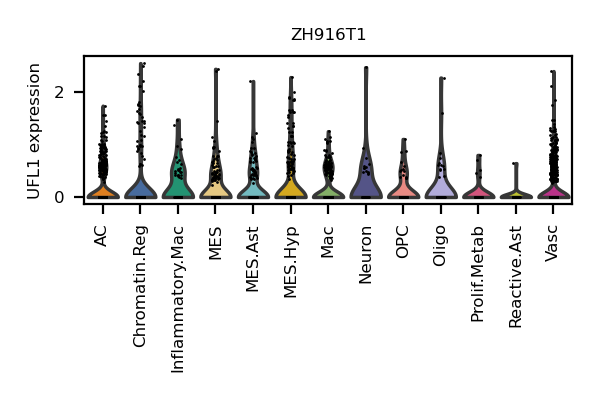 ZH916T1
UFL1 expression
2
0
AC
Chromatin.Reg
Inflammatory.Mac
MES
MES.Ast
MES.Hyp
Mac
Neuron
OPC
Oligo
Prolif.Metab
Reactive.Ast
Vasc